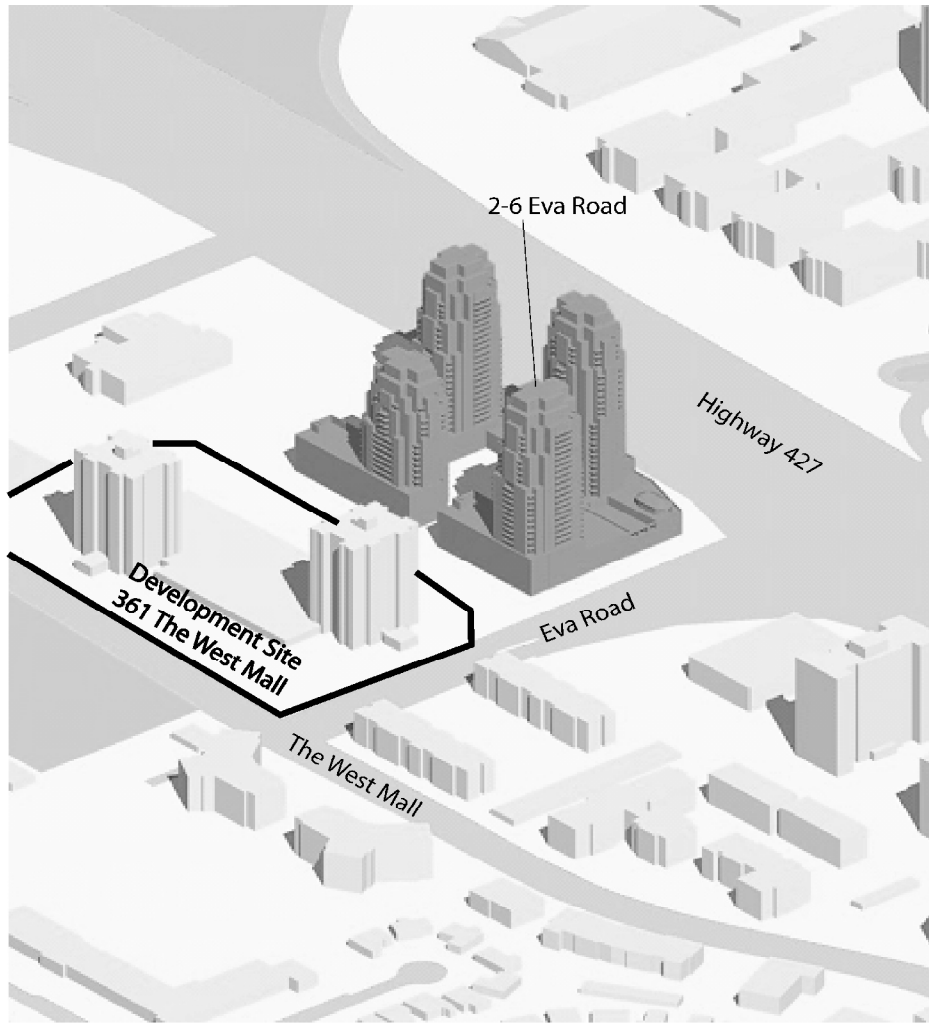 2-6 Eva Road
Highway 427
Development Site
361 The West Mall
Eva Road
The West Mall